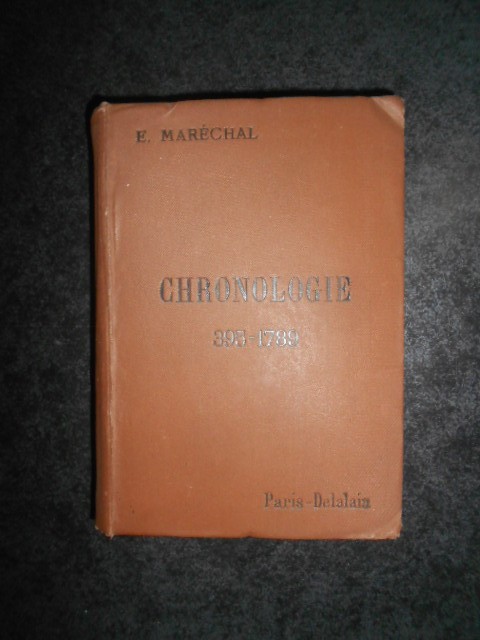 E. MARÉCHAL
CHRONOLOGIE
395-1789
Paris-Delalain